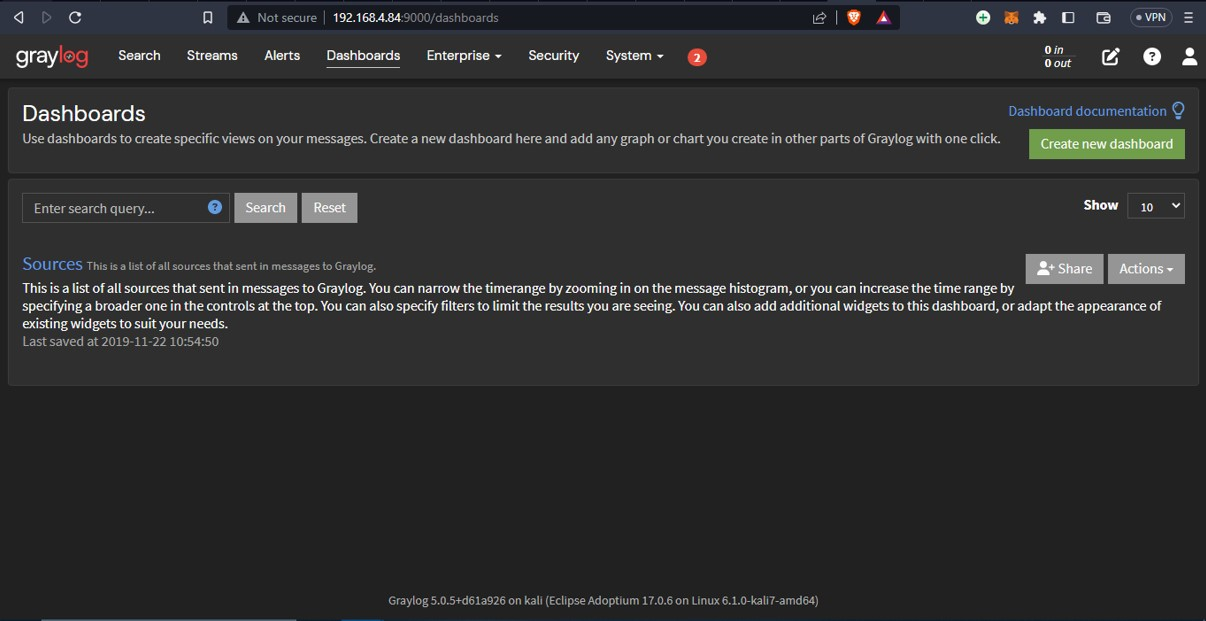 Not secure 192.168.4.84:9000/dashboards VPN
graylog Search Streams Alerts Dashboards Enterprise Security System 2 0 in
0 out ?
Dashboards Dashboard documentation
Use dashboards to create specific views on your messages. Create a new dashboard here and add any graph or chart you create in other parts of Graylog with one click. Create new dashboard
Enter search query... ? Search Reset Show 10
Sources This is a list of all sources that sent in messages to Graylog. Share Actions
This is a list of all sources that sent in messages to Graylog. You can narrow the timerange by zooming in on the message histogram, or you can increase the time range by
specifying a broader one in the controls at the top. You can also specify filters to limit the results you are seeing. You can also add additional widgets to this dashboard, or adapt the appearance of
existing widgets to suit your needs.
Last saved at 2019-11-22 10:54:50
Graylog 5.0.5+d61a926 on kali (Eclipse Adoptium 17.0.6 on Linux 6.1.0-kali7-amd64)